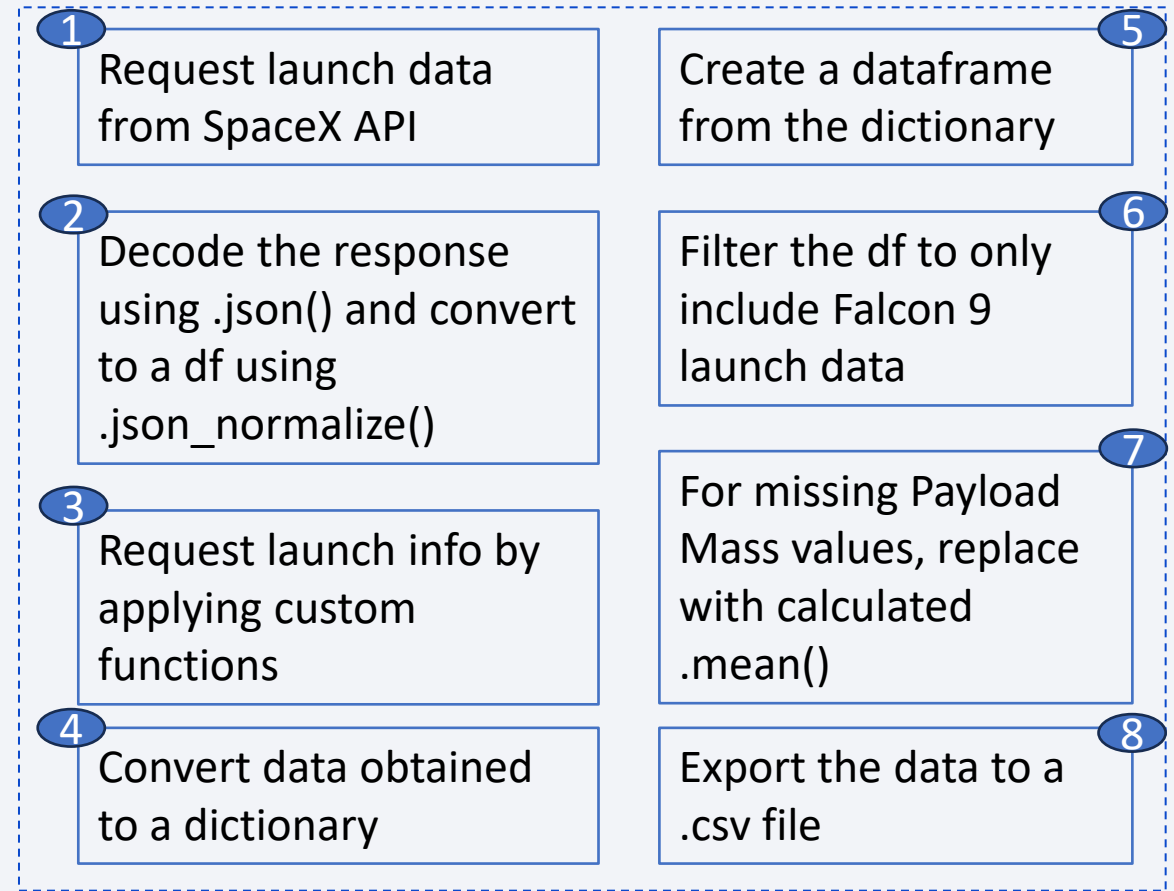 1
Request launch data
from SpaceX API
2
Decode the response
using .json() and convert
to a df using
.json_normalize()
3
Request launch info by
applying custom
functions
4
Convert data obtained
to a dictionary
5
Create a dataframe
from the dictionary
6
Filter the df to only
include Falcon 9
launch data
7
For missing Payload
Mass values, replace
with calculated
.mean()
8
Export the data to a
.csv file